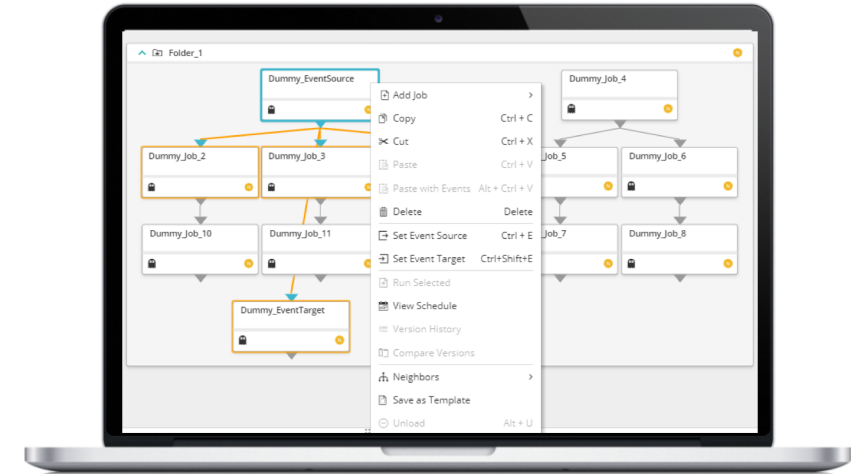 Folder_1
Dummy_EventSource
Dummy_Job_4
Dummy_Job_2
Dummy_Job_3
Job_5
Dummy_Job_6
Dummy_Job_10
Dummy_Job_11
Job_7
Dummy_Job_8
Dummy_EventTarget
Add Job
Copy Ctrl + C
Cut Ctrl + X
Paste Ctrl + V
Paste with Events Alt + Ctrl + V
Delete Delete
Set Event Source Ctrl + E
Set Event Target Ctrl+Shift+E
Run Selected
View Schedule
Version History
Compare Versions
Neighbors
Save as Template
Unload Alt + U